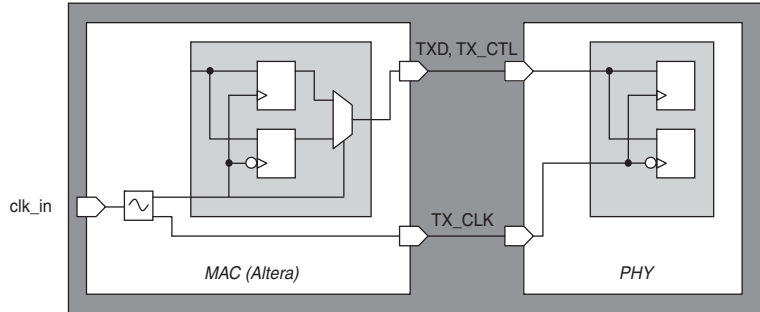 TXD, TX_CTL
clk_in
TX_CLK
MAC (Altera)
PHY